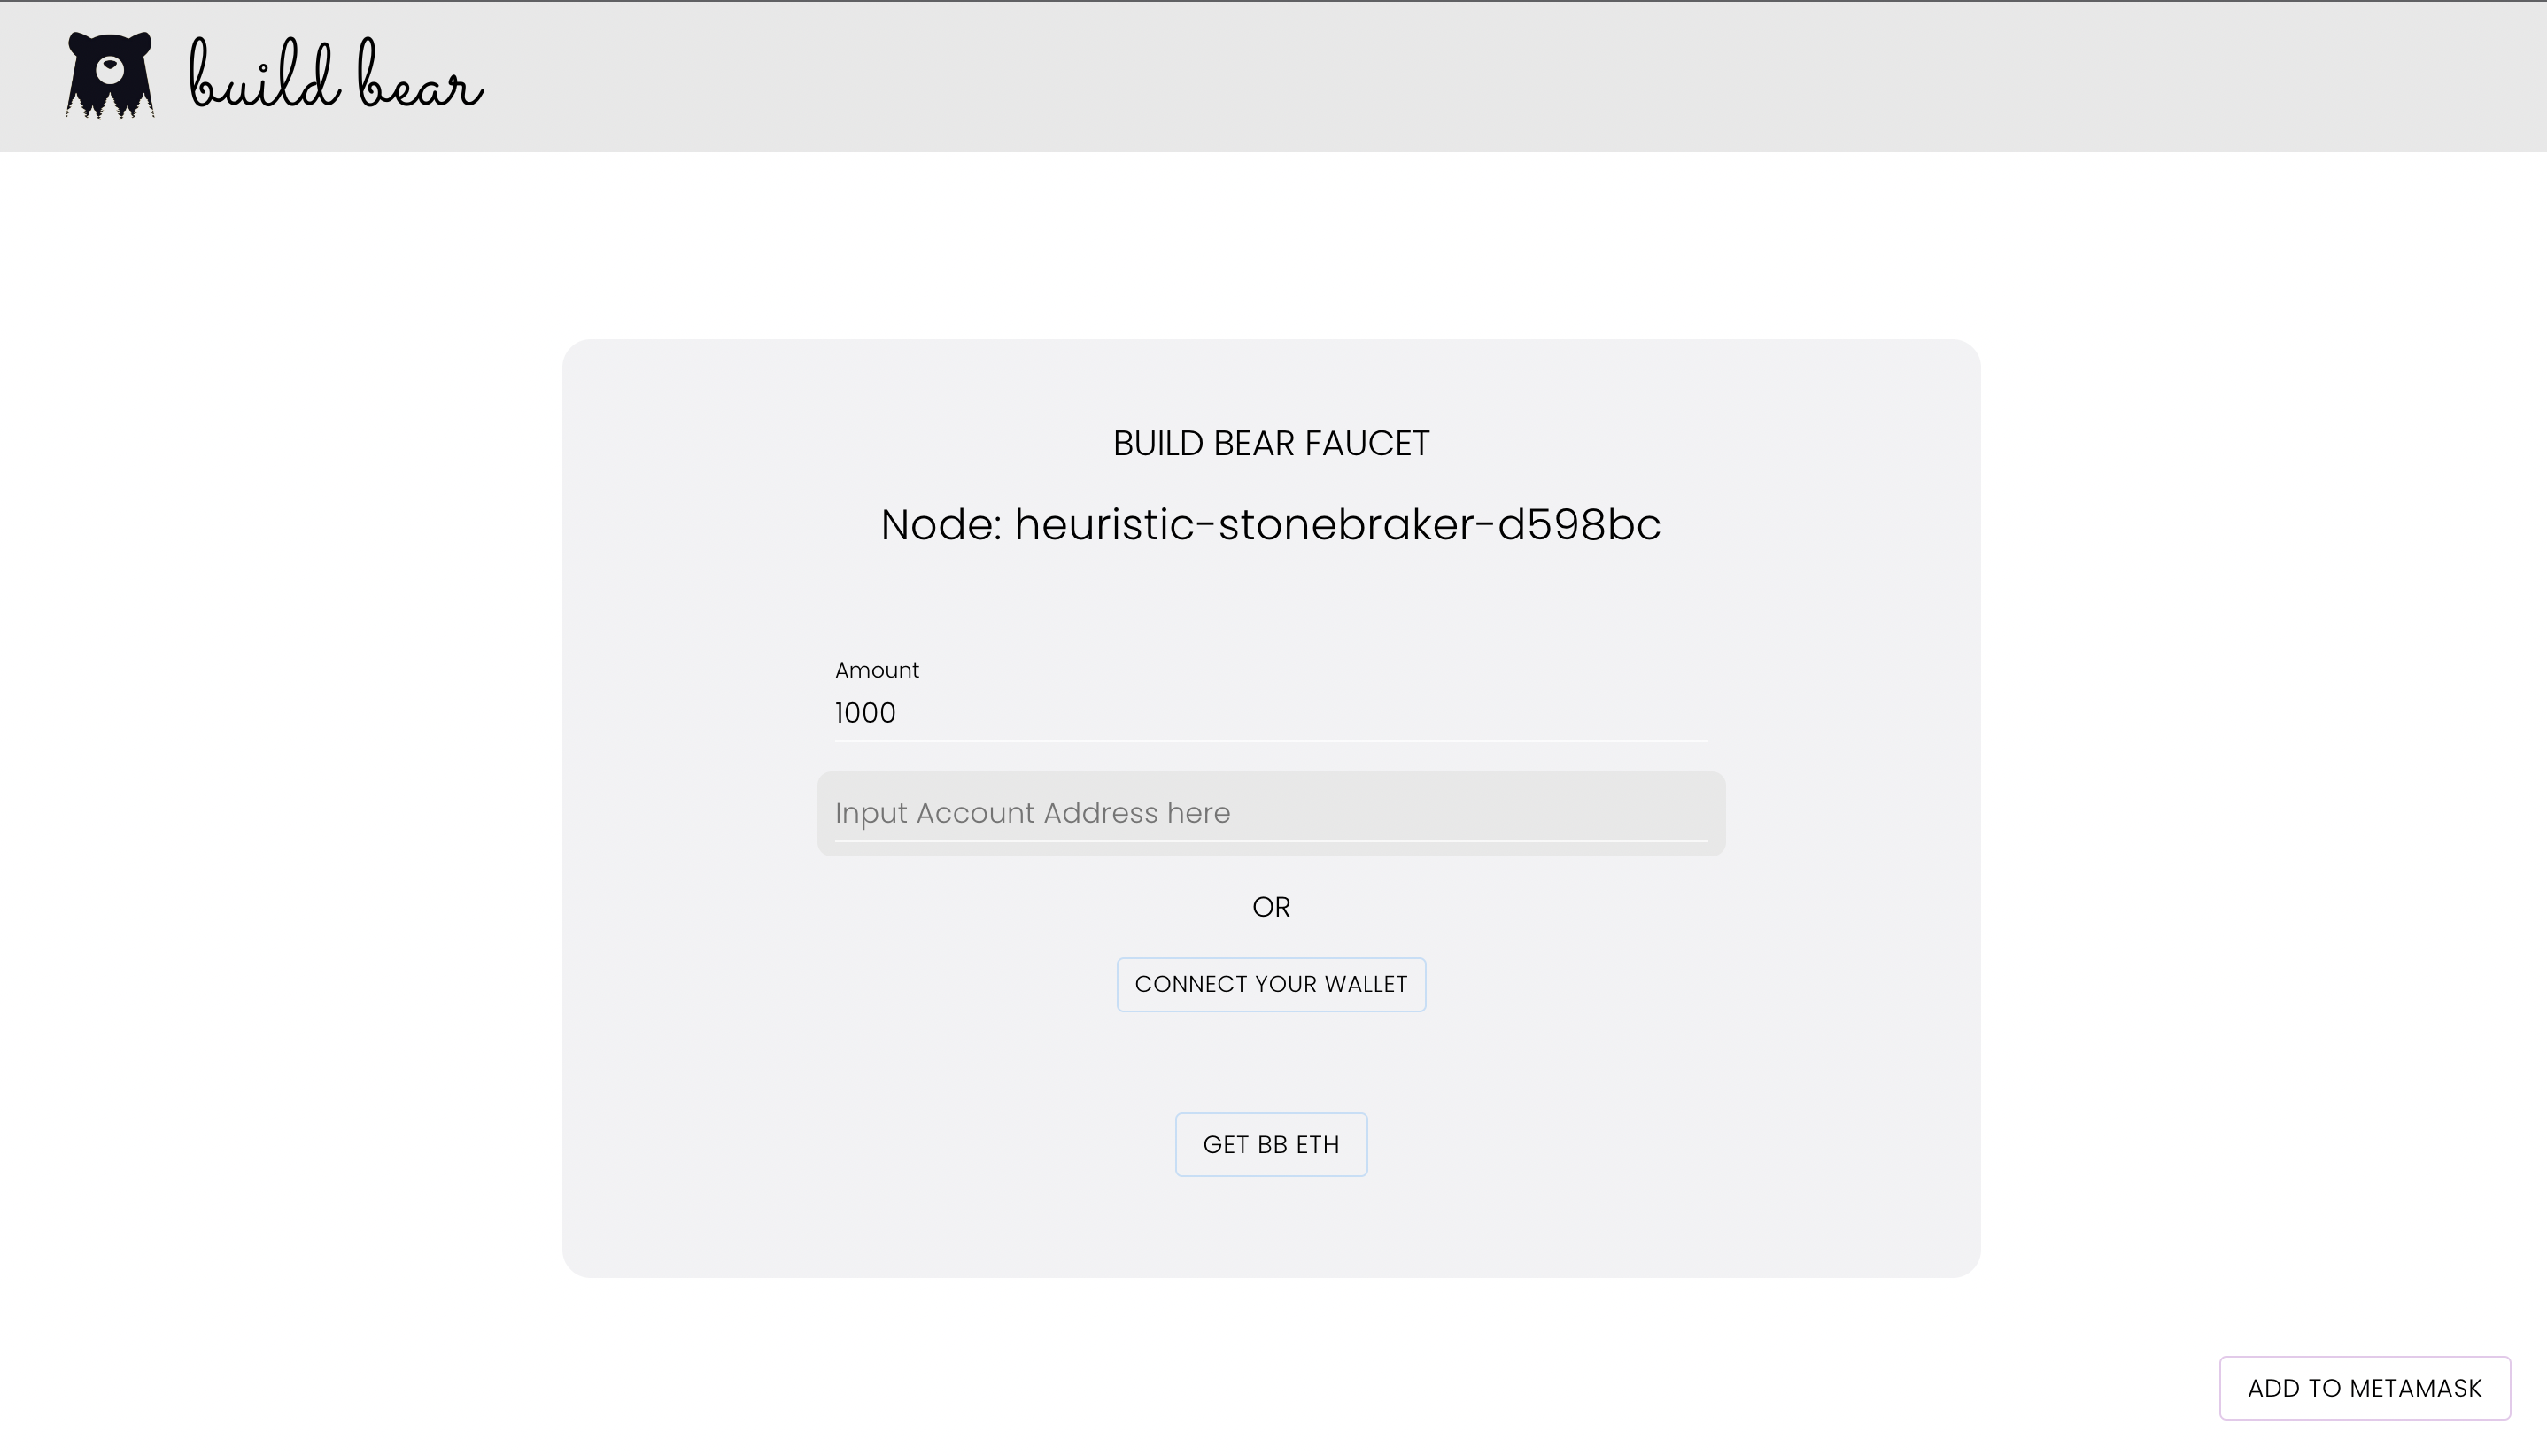 build bear
BUILD BEAR FAUCET
Node: heuristic-stonebraker-d598bc
Amount
1000
Input Account Address here
OR
CONNECT YOUR WALLET
GET BB ETH
ADD TO METAMASK